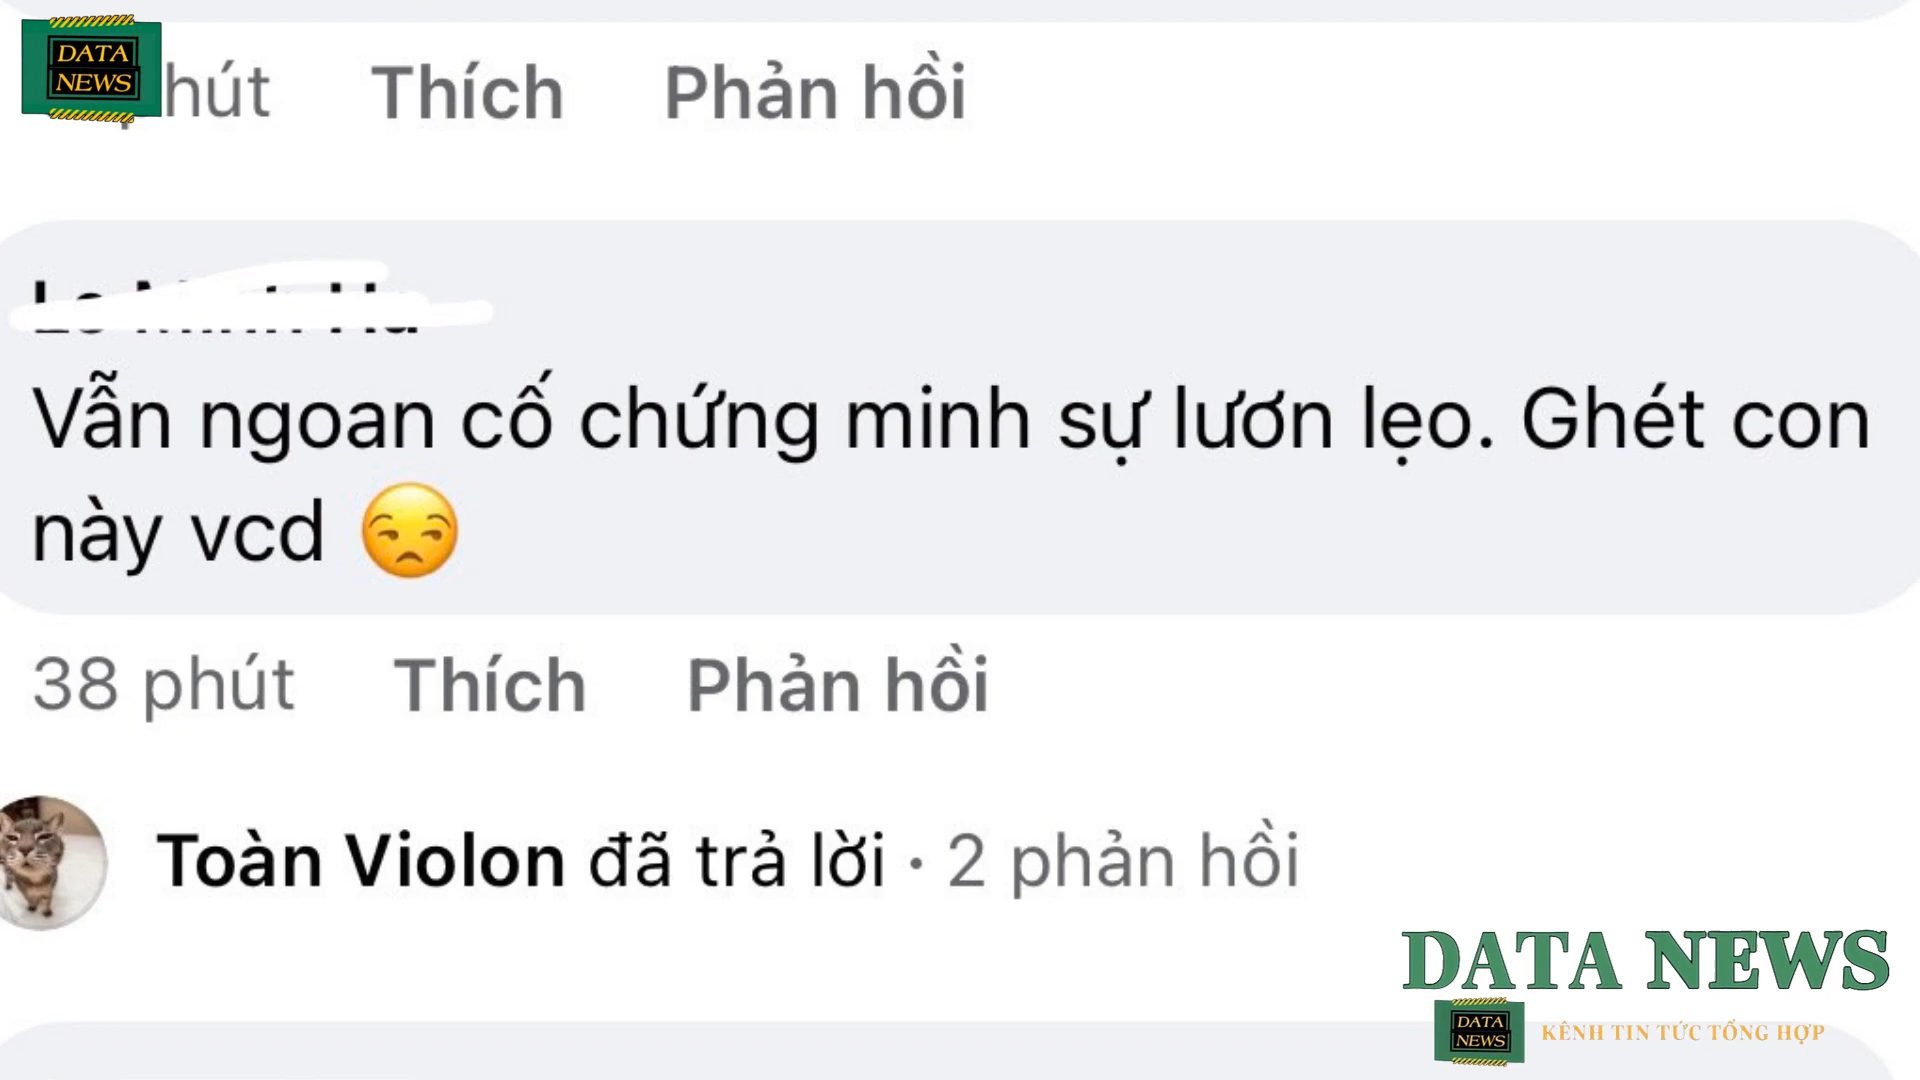 DATA
NEWS
hút Thích Phản hồi
Vẫn ngoan cố chứng minh sự lươn lẹo. Ghét con
này vcd 😒
38 phút Thích Phản hồi
Toàn Violon đã trả lời · 2 phản hồi
DATA NEWS
DATA
NEWS
KÊNH TIN TỨC TỔNG HỢP